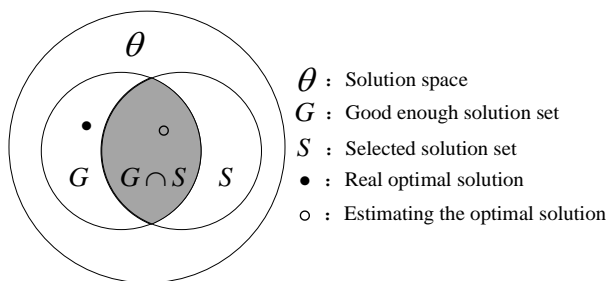 θ
G
G ∩ S
S
θ : Solution space
G : Good enough solution set
S : Selected solution set
● : Real optimal solution
○ : Estimating the optimal solution